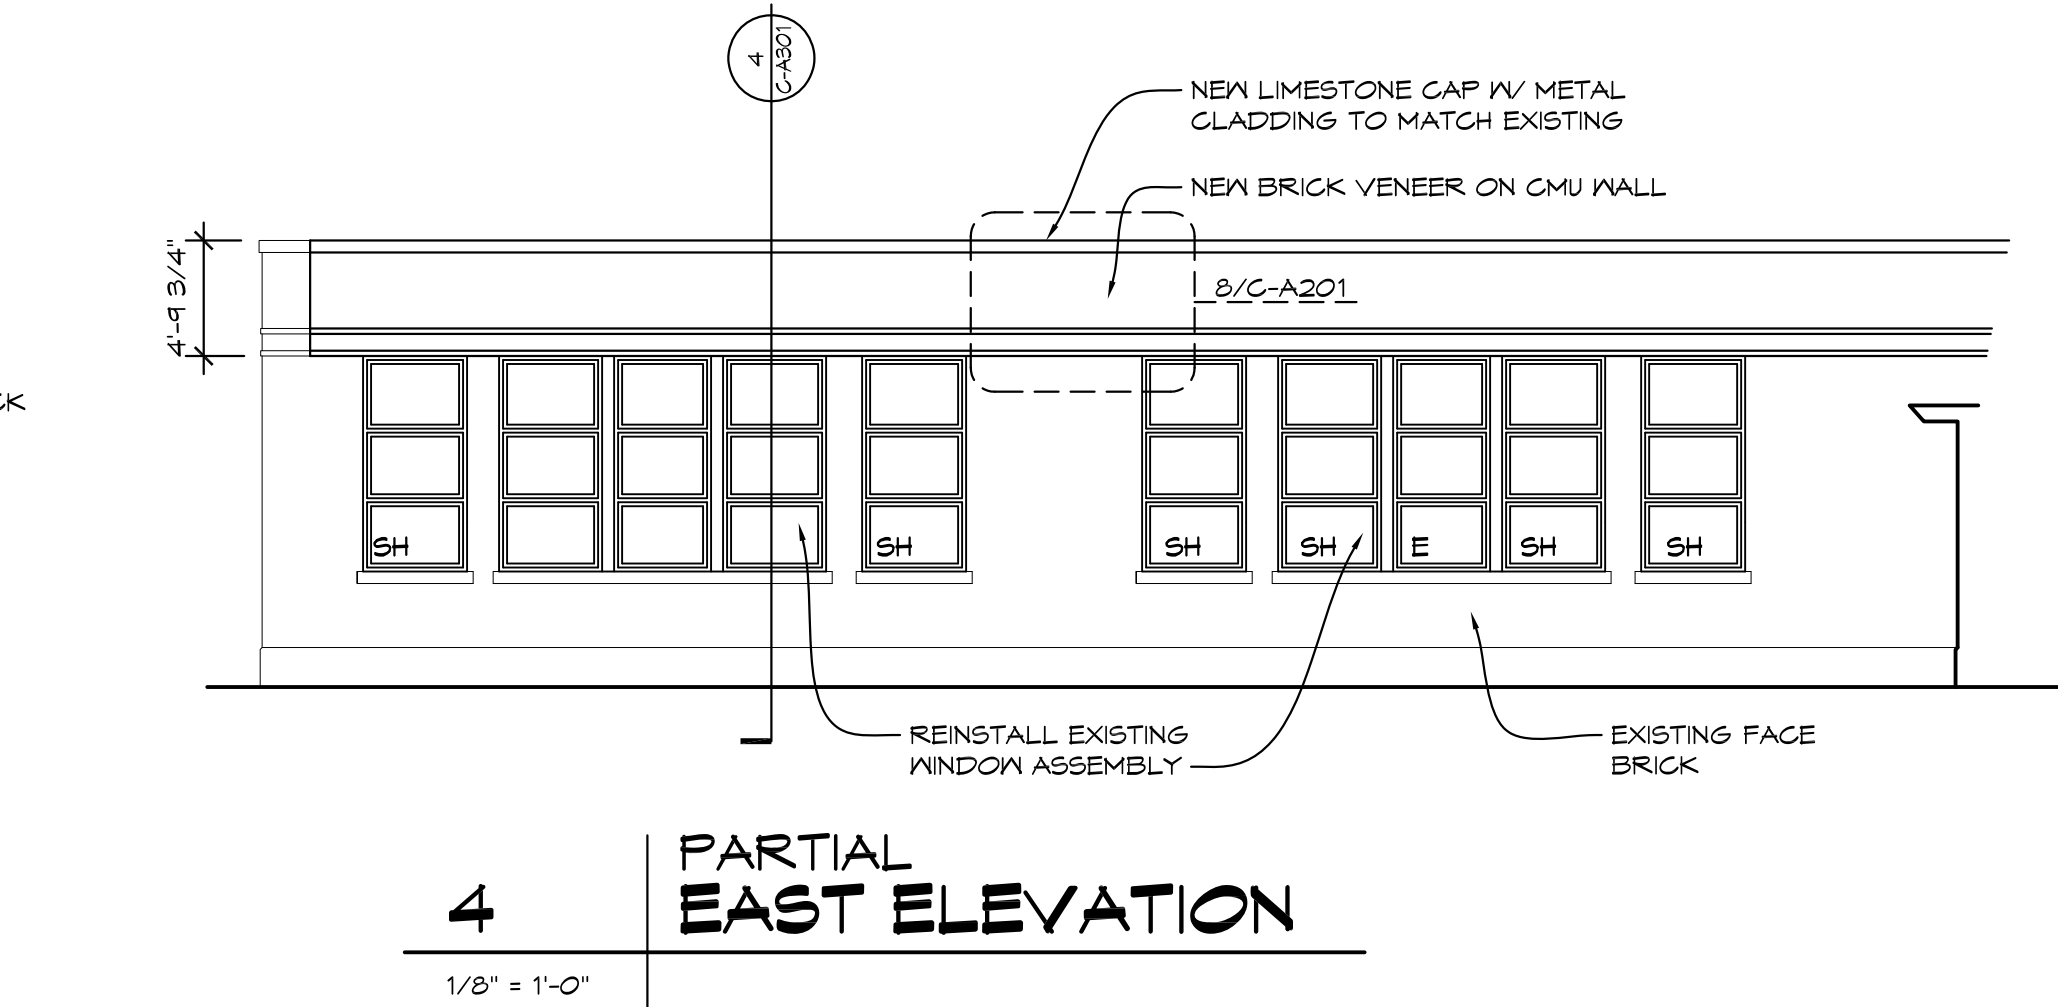 4
C-A301
NEW LIMESTONE CAP W/ METAL
CLADDING TO MATCH EXISTING
NEW BRICK VENEER ON CMU WALL
4'-9 3/4"
8/C-A201
CK
SH
SH
SH
SH
E
SH
SH
REINSTALL EXISTING
WINDOW ASSEMBLY
EXISTING FACE
BRICK
4
PARTIAL
EAST ELEVATION
1/8" = 1'-0"